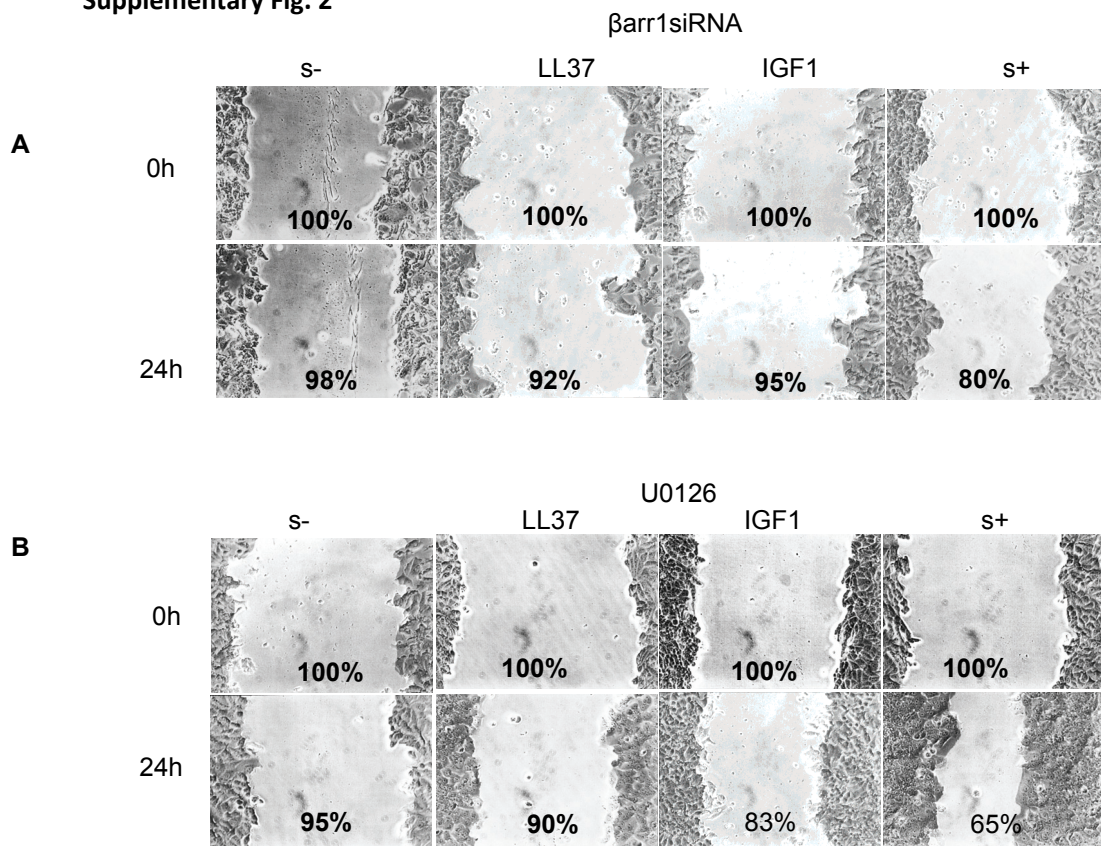 Supplementary Fig. 2
βarr1siRNA
s- LL37 IGF1 s+
A
0h
100% 100% 100% 100%
24h
98% 92% 95% 80%
U0126
s- LL37 IGF1 s+
B
0h
100% 100% 100% 100%
24h
95% 90% 83% 65%